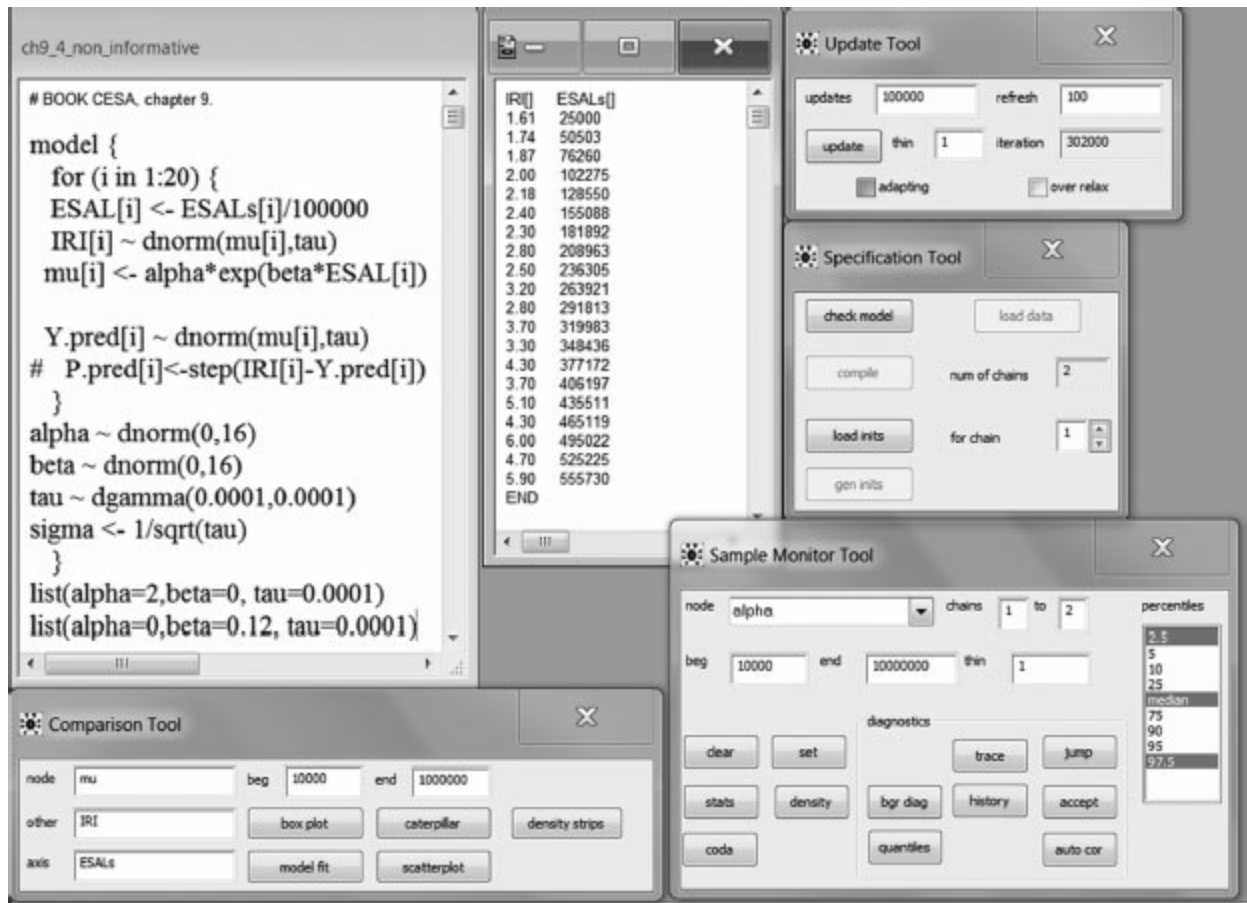 ch9_4_non_informative
# BOOK CESA, chapter 9.
model {
for (i in 1:20) {
ESAL[i] <- ESALs[i]/100000
IRI[i] ~ dnorm(mu[i],tau)
mu[i] <- alpha*exp(beta*ESAL[i])
Y.pred[i] ~ dnorm(mu[i],tau)
# P.pred[i]<-step(IRI[i]-Y.pred[i])
}
alpha ~ dnorm(0,16)
beta ~ dnorm(0,16)
tau ~ dgamma(0.0001,0.0001)
sigma <- 1/sqrt(tau)
}
list(alpha=2,beta=0, tau=0.0001)
list(alpha=0,beta=0.12, tau=0.0001)
IRI[] ESALs[]
1.61 25000
1.74 50503
1.87 76260
2.00 102275
2.18 128550
2.40 155088
2.30 181892
2.80 208963
2.50 236305
3.20 263921
2.80 291813
3.70 319983
3.30 348436
4.30 377172
3.70 406197
5.10 435511
4.30 465119
6.00 495022
4.70 525225
5.90 555730
END
Update Tool
updates 100000 refresh 100
update thin 1 iteration 302000
adapting over relax
Specification Tool
check model load data
compile num of chains 2
load inits for chain 1
gen inits
Sample Monitor Tool
node alpha chains 1 to 2 percentiles
beg 10000 end 10000000 thin 1
2.5
5
10
25
median
75
90
95
97.5
diagnostics
clear set trace jump
stats density bgr diag history accept
coda quantiles auto cor
Comparison Tool
node mu beg 10000 end 1000000
other IRI box plot caterpillar density strips
axis ESALs model fit scatterplot